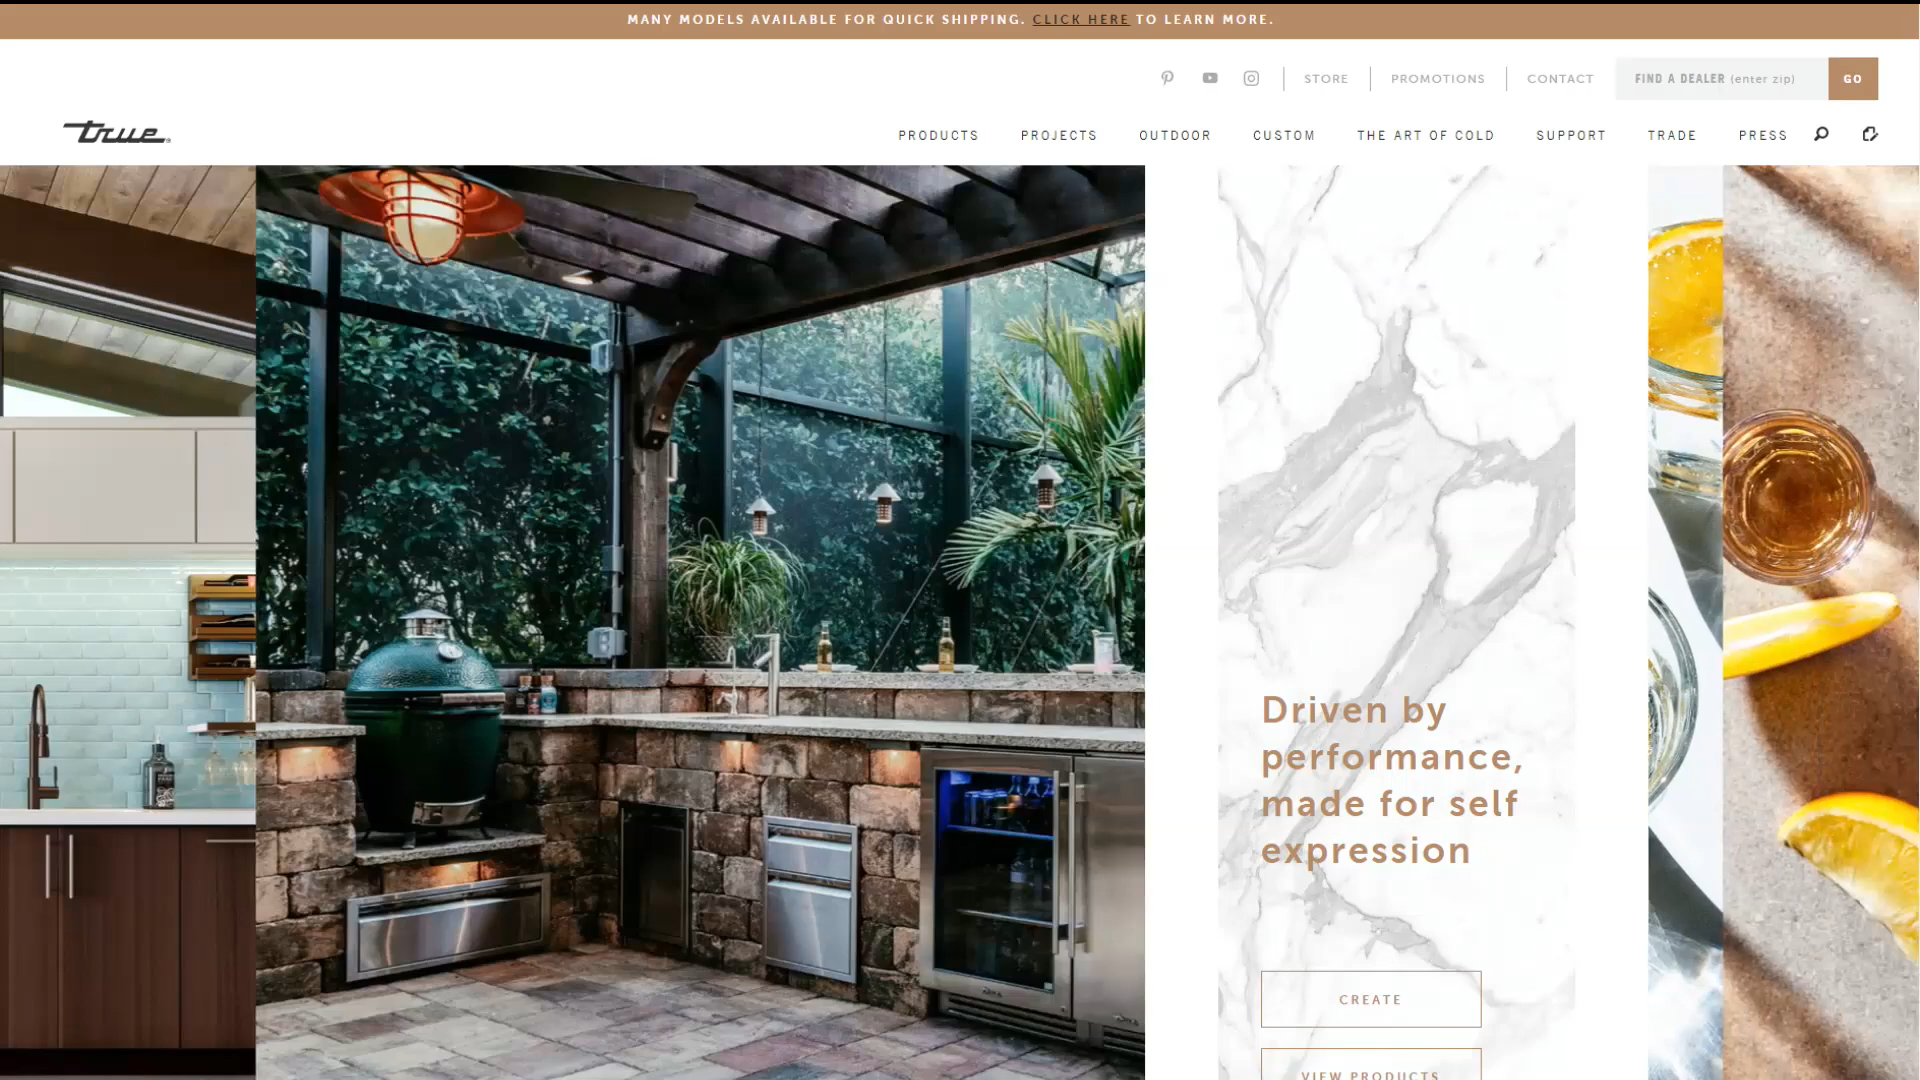 MANY MODELS AVAILABLE FOR QUICK SHIPPING. CLICK HERE TO LEARN MORE.
STORE
PROMOTIONS
CONTACT
FIND A DEALER (enter zip)
GO
true
PRODUCTS
PROJECTS
OUTDOOR
CUSTOM
THE ART OF COLD
SUPPORT
TRADE
PRESS
Driven by
performance,
made for self
expression
CREATE
VIEW PRODUCTS